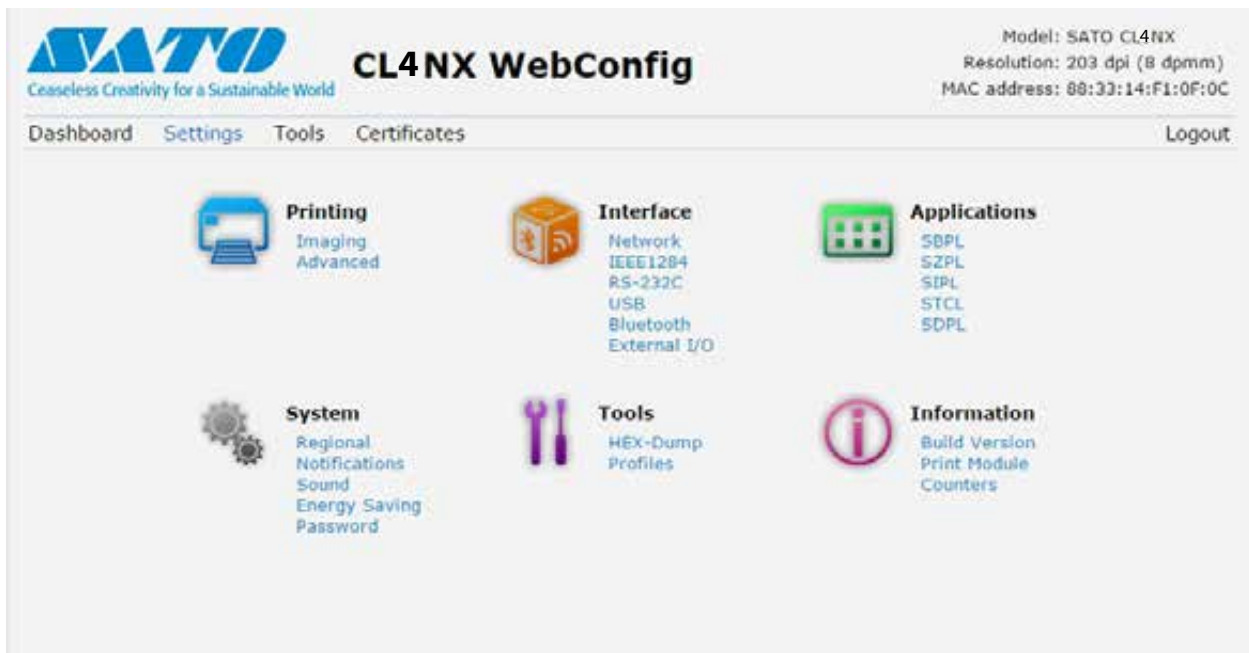 SATO
Ceaseless Creativity for a Sustainable World
CL4NX WebConfig
Model: SATO CL4NX
Resolution: 203 dpi (8 dpmm)
MAC address: 88:33:14:F1:0F:0C
Dashboard Settings Tools Certificates Logout
Printing
Imaging
Advanced
Interface
Network
IEEE1284
RS-232C
USB
Bluetooth
External I/O
Applications
SBPL
SZPL
SIPL
STCL
SDPL
System
Regional
Notifications
Sound
Energy Saving
Password
Tools
HEX-Dump
Profiles
Information
Build Version
Print Module
Counters